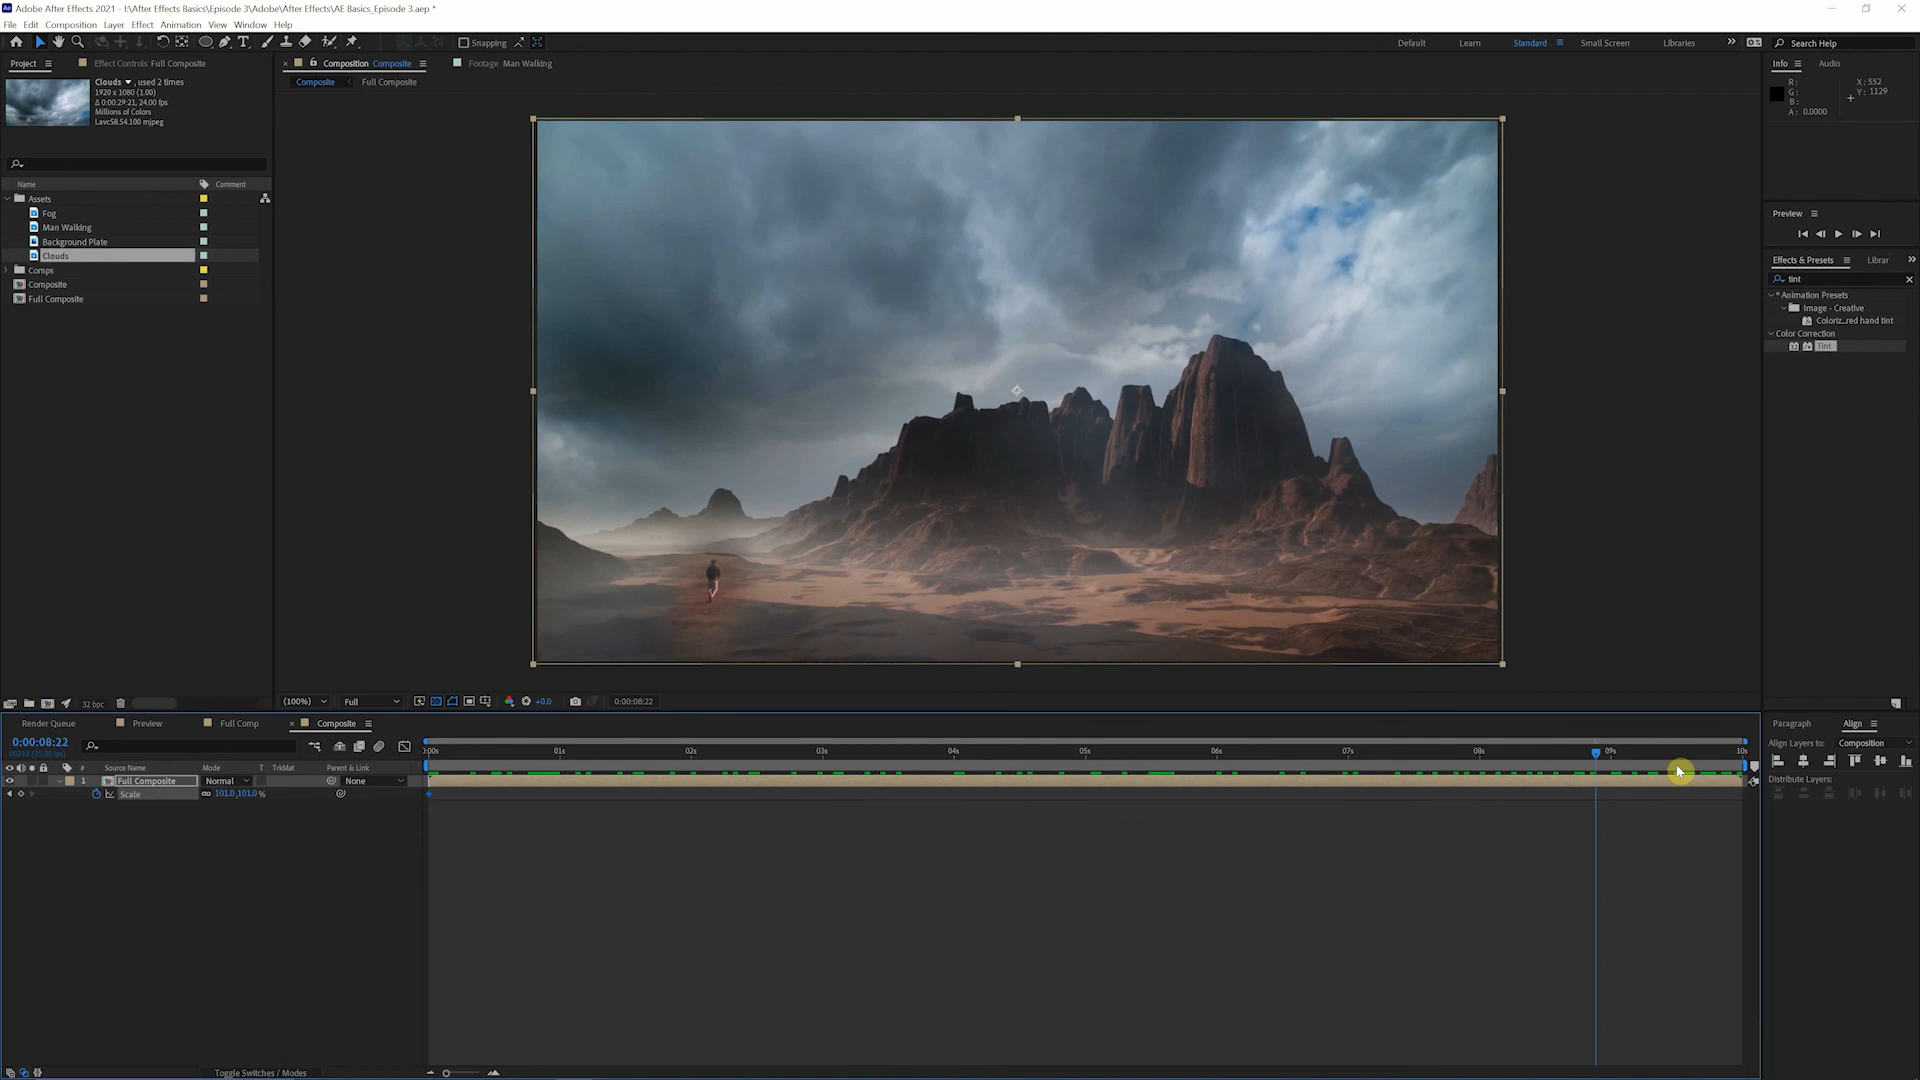 Adobe After Effects 2021 - I:\After Effects Basics\Episode 3\Adobe\After Effects\AE Basics_Episode 3.aep *
File Edit Composition Layer Effect Animation View Window Help
Snapping
Default Learn Standard Small Screen Libraries Search Help
Project Effect Controls Full Composite
Composition Composite Footage Man Walking
Info Audio
Composite Full Composite
Clouds , used 2 times
1920 x 1080 (1.00)
Δ 0:00:29:21, 24.00 fps
Millions of Colors
Lavc58.54.100 mjpeg
R: X: 552
G: Y: 1129
B:
A: 0.0000
Name Comment
Assets
Fog
Man Walking
Background Plate
Clouds
Comps
Composite
Full Composite
Preview
Effects & Presets Librar
tint
* Animation Presets
Image - Creative
Coloriz...red hand tint
Color Correction
Tint
32 bpc
(100%) Full +0.0 0:00:08:22
Render Queue Preview Full Comp Composite
0:00:08:22
Source Name Mode T TrkMat Parent & Link
1 Full Composite Normal None
Scale 101.0,101.0 %
0:00s 01s 02s 03s 04s 05s 06s 07s 08s 09s 10s
Toggle Switches / Modes
Paragraph Align
Align Layers to: Composition
Distribute Layers: